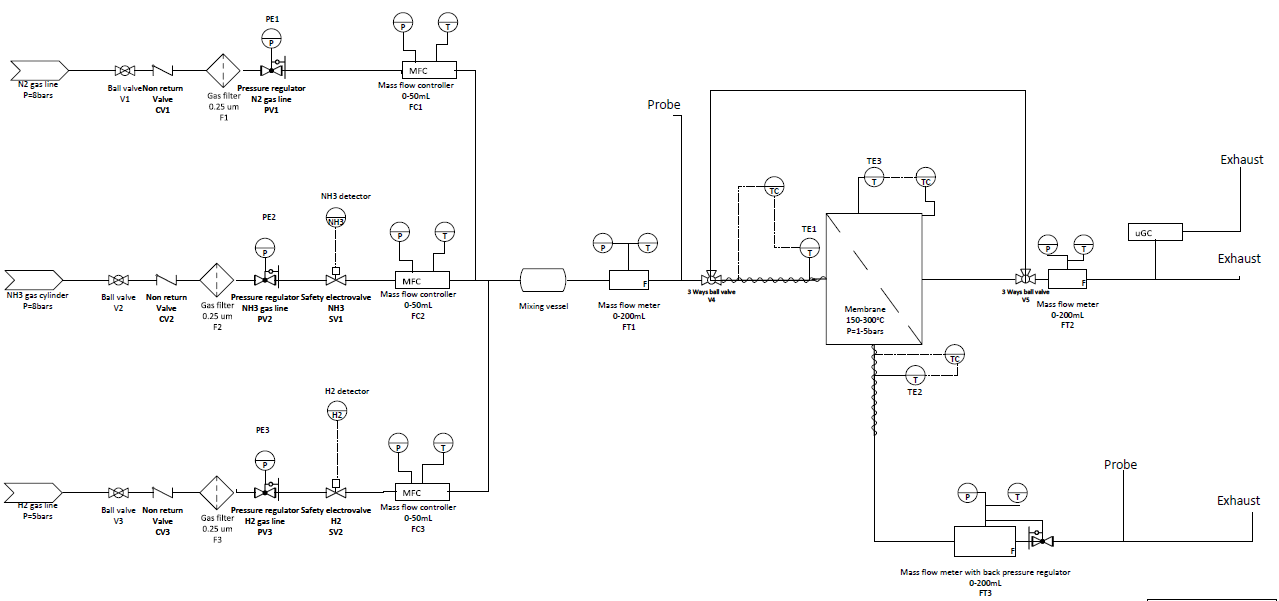 PE1
P
P
T
MFC
N2 gas line
P=8bars
Ball valve
V1
Non return
Valve
CV1
Gas filter
0.25 um
F1
Pressure regulator
N2 gas line
PV1
Mass flow controller
0-50mL
FC1
Probe
Exhaust
TE3
T
TC
TC
NH3 detector
NH3
PE2
P
P
T
TE1
T
P
T
uGC
P
T
Exhaust
MFC
F
F
NH3 gas cylinder
P=8bars
Ball valve
V2
Non return
Valve
CV2
Gas filter
0.25 um
F2
Pressure regulator
NH3 gas line
PV2
Safety electrovalve
NH3
SV1
Mass flow controller
0-50mL
FC2
Mixing vessel
Mass flow meter
0-200mL
FT1
3 Ways ball valve
V4
Membrane
150-300°C
P=1-5bars
3 Ways ball valve
V5
Mass flow meter
0-200mL
FT2
TC
T
TE2
H2 detector
H2
PE3
P
P
T
MFC
H2 gas line
P=5bars
Ball valve
V3
Non return
Valve
CV3
Gas filter
0.25 um
F3
Pressure regulator
H2 gas line
PV3
Safety electrovalve
H2
SV2
Mass flow controller
0-50mL
FC3
Probe
Exhaust
P
T
F
Mass flow meter with back pressure regulator
0-200mL
FT3